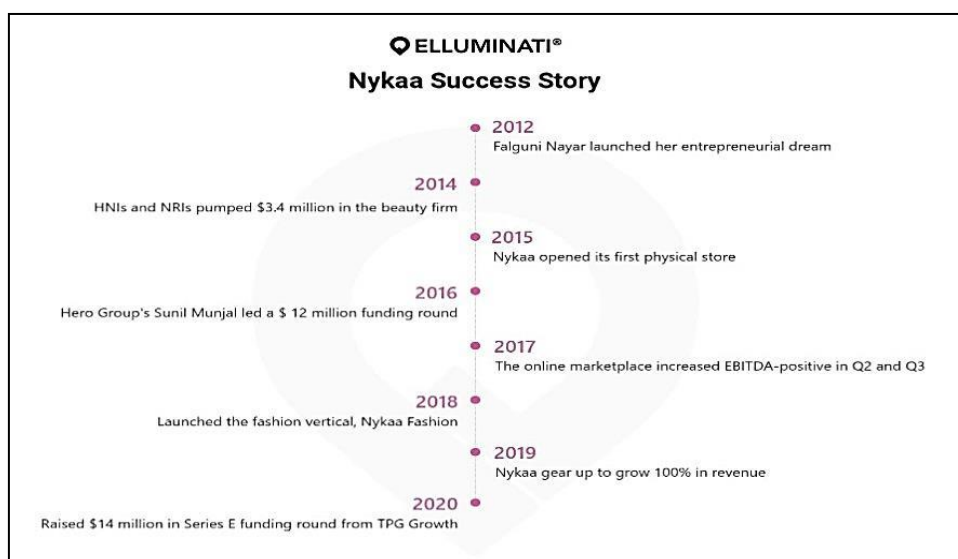 ELLUMINATI®
Nykaa Success Story
2012
Falguni Nayar launched her entrepreneurial dream
2014
HNIs and NRIs pumped $3.4 million in the beauty firm
2015
Nykaa opened its first physical store
2016
Hero Group's Sunil Munjal led a $ 12 million funding round
2017
The online marketplace increased EBITDA-positive in Q2 and Q3
2018
Launched the fashion vertical, Nykaa Fashion
2019
Nykaa gear up to grow 100% in revenue
2020
Raised $14 million in Series E funding round from TPG Growth